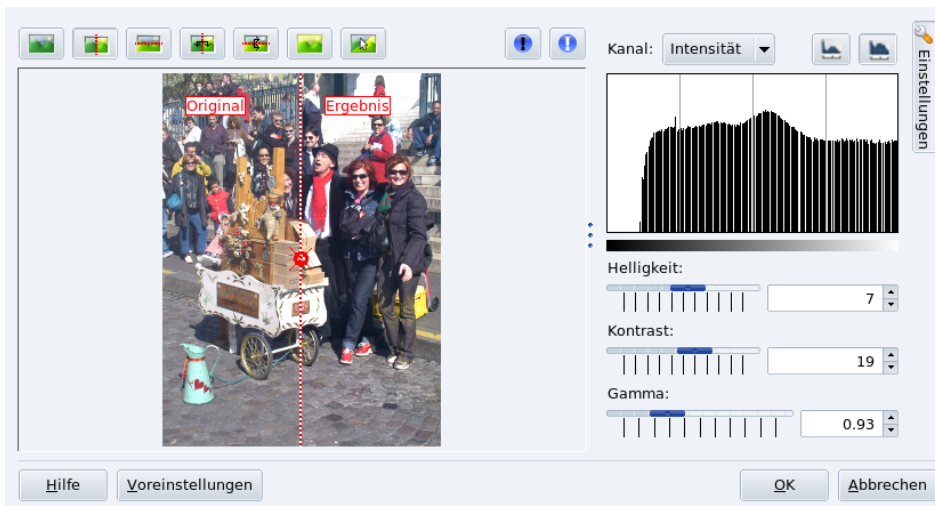 Kanal: Intensität
Einstellungen
Original Ergebnis
Helligkeit:
7
Kontrast:
19
Gamma:
0.93
Hilfe Voreinstellungen OK Abbrechen